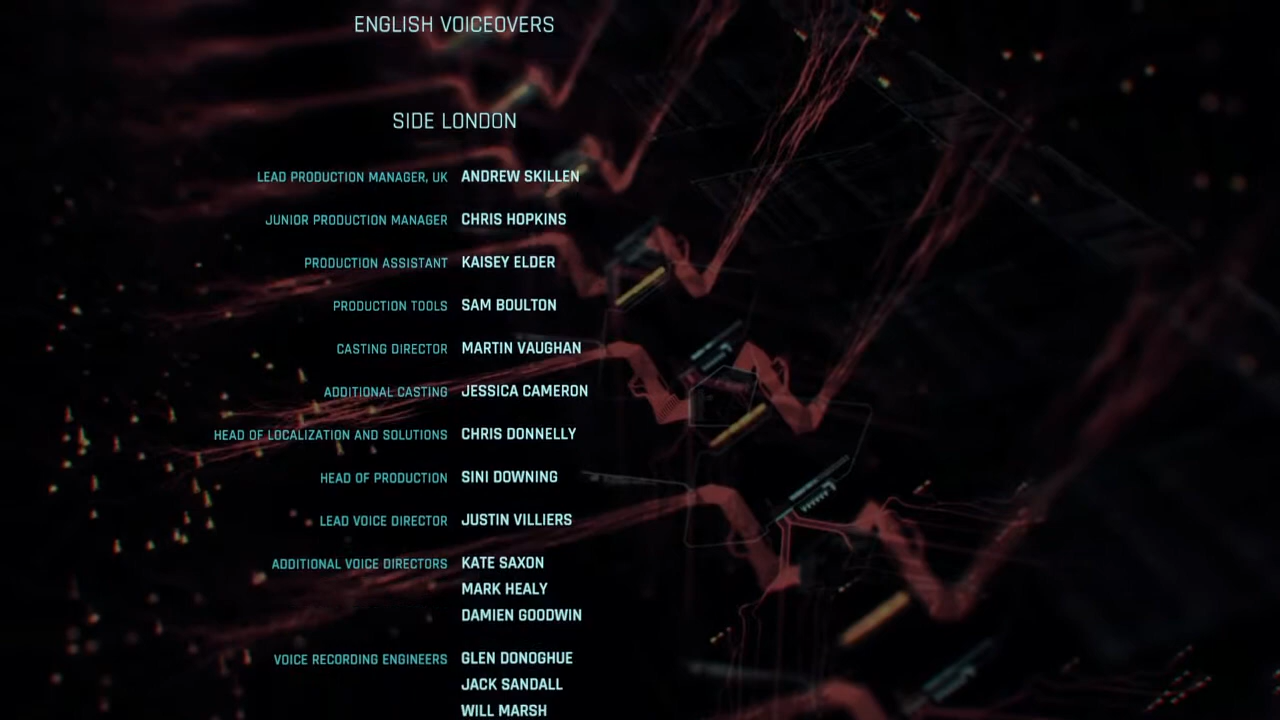 ENGLISH VOICEOVERS
SIDE LONDON
LEAD PRODUCTION MANAGER, UK ANDREW SKILLEN
JUNIOR PRODUCTION MANAGER CHRIS HOPKINS
PRODUCTION ASSISTANT KAISEY ELDER
PRODUCTION TOOLS SAM BOULTON
CASTING DIRECTOR MARTIN VAUGHAN
ADDITIONAL CASTING JESSICA CAMERON
HEAD OF LOCALIZATION AND SOLUTIONS CHRIS DONNELLY
HEAD OF PRODUCTION SINI DOWNING
LEAD VOICE DIRECTOR JUSTIN VILLIERS
ADDITIONAL VOICE DIRECTORS KATE SAXON
MARK HEALY
DAMIEN GOODWIN
VOICE RECORDING ENGINEERS GLEN DONOGHUE
JACK SANDALL
WILL MARSH